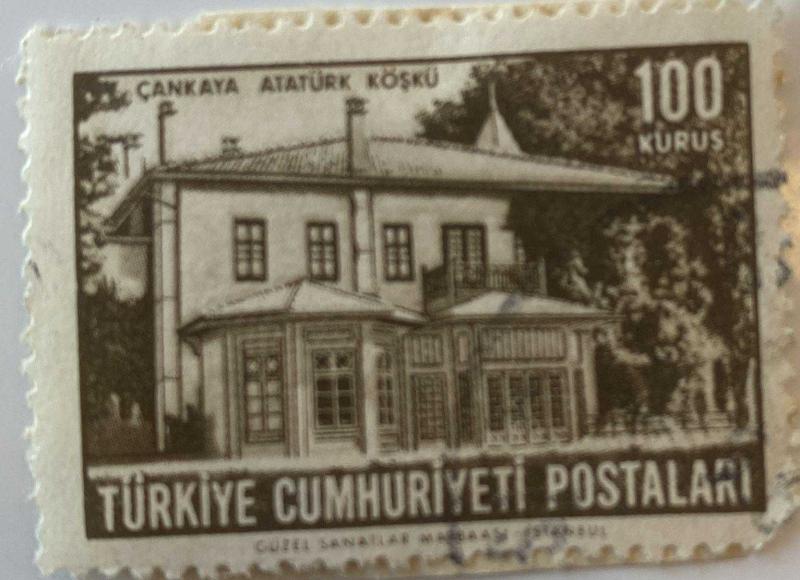 ÇANKAYA ATATÜRK KÖŞKÜ
100
KURUŞ
TÜRKİYE CUMHURİYETİ POSTALARI
GÜZEL SANATLAR MATBAASI - İSTANBUL